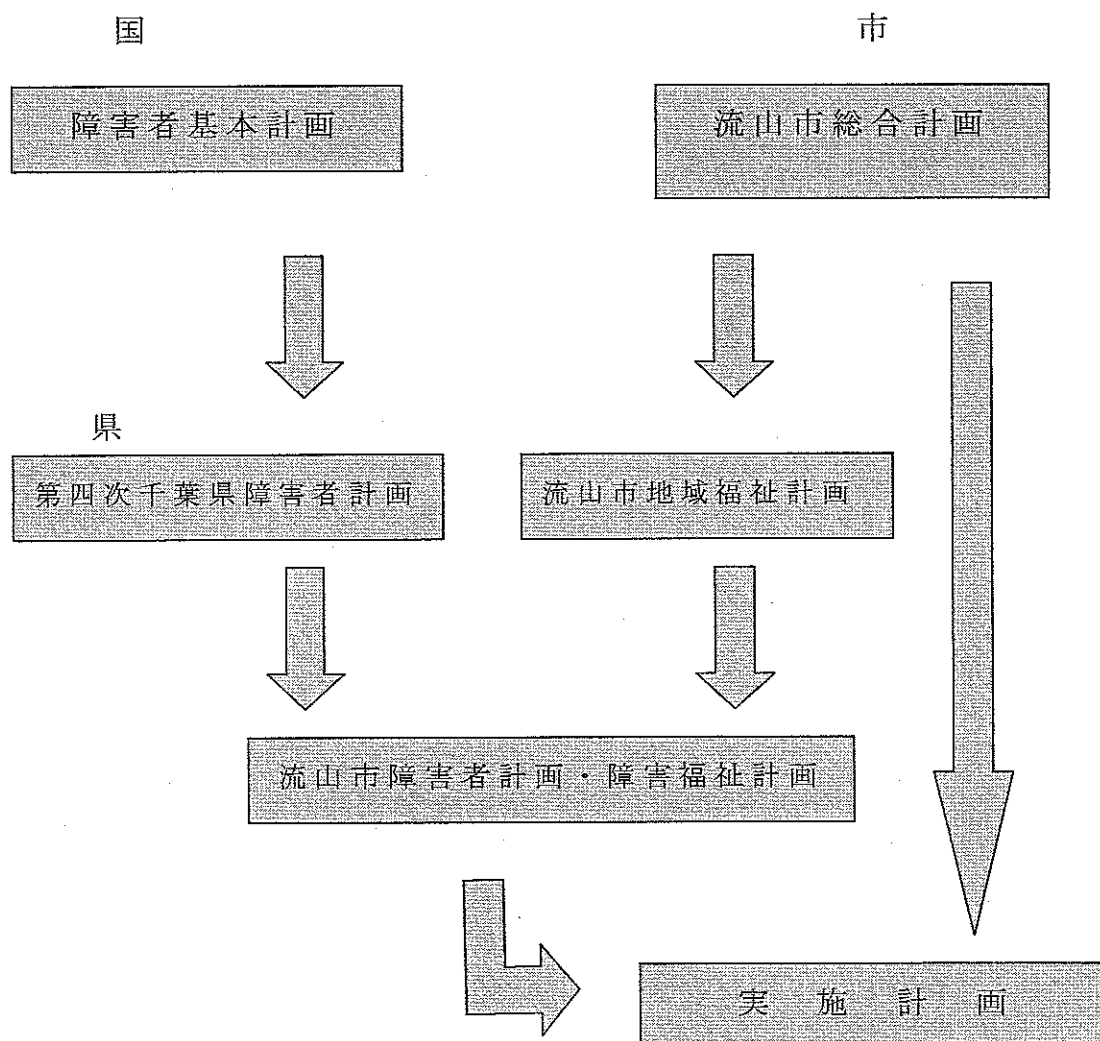 国
市
障害者基本計画
流山市総合計画
県
第四次千葉県障害者計画
流山市地域福祉計画
流山市障害者計画・障害福祉計画
実施計画